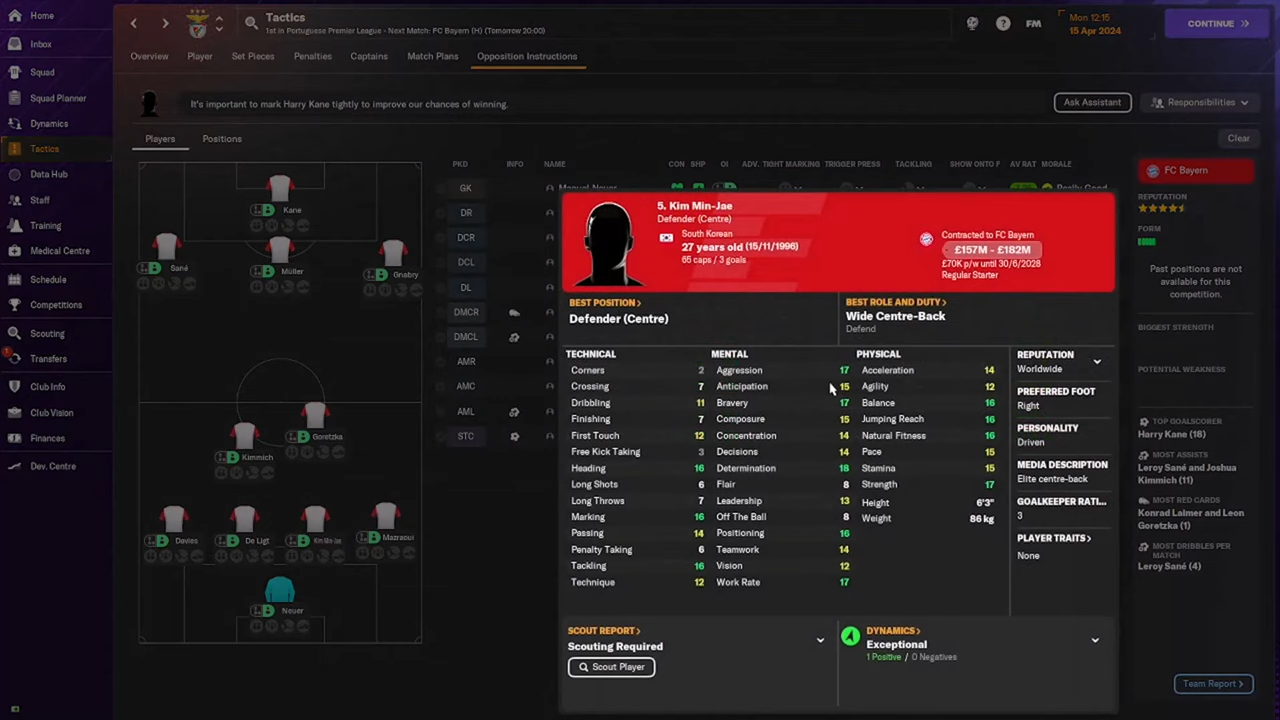 Home
Inbox
Squad
Squad Planner
Dynamics
Tactics
Data Hub
Staff
Training
Medical Centre
Schedule
Competitions
Scouting
Transfers
Club Info
Club Vision
Finances
Dev. Centre
Tactics
1st in Portuguese Premier League - Next Match: FC Bayern (H) (Tomorrow 20:00)
FM
Mon 12:15
15 Apr 2024
CONTINUE
Overview Player Set Pieces Penalties Captains Match Plans Opposition Instructions
It's important to mark Harry Kane tightly to improve our chances of winning.
Ask Assistant
Responsibilities
Players Positions
Clear
PKD INFO NAME CON SHP OI ADV. TIGHT MARKING TRIGGER PRESS TACKLING SHOW ONTO F AV RAT MORALE
GK Manuel Neuer Really Good
DR
DCR
DCL
DL
DMCR
DMCL
AMR
AMC
AML
STC
Kane
Sané
Müller
Gnabry
Goretzka
Kimmich
Davies
De Ligt
Kim Min-Jae
Mazraoui
Neuer
5. Kim Min-Jae
Defender (Centre)
South Korean
27 years old (15/11/1996)
65 caps / 3 goals
Contracted to FC Bayern
£157M - £182M
£70K p/w until 30/6/2028
Regular Starter
BEST POSITION
Defender (Centre)
BEST ROLE AND DUTY
Wide Centre-Back
Defend
TECHNICAL
Corners 2
Crossing 7
Dribbling 11
Finishing 7
First Touch 12
Free Kick Taking 3
Heading 16
Long Shots 6
Long Throws 7
Marking 16
Passing 14
Penalty Taking 6
Tackling 16
Technique 12
MENTAL
Aggression 17
Anticipation 15
Bravery 17
Composure 15
Concentration 14
Decisions 14
Determination 18
Flair 8
Leadership 13
Off The Ball 8
Positioning 16
Teamwork 14
Vision 12
Work Rate 17
PHYSICAL
Acceleration 14
Agility 12
Balance 16
Jumping Reach 16
Natural Fitness 16
Pace 15
Stamina 15
Strength 17
Height 6'3"
Weight 86 kg
REPUTATION
Worldwide
PREFERRED FOOT
Right
PERSONALITY
Driven
MEDIA DESCRIPTION
Elite centre-back
GOALKEEPER RATI...
3
PLAYER TRAITS
None
SCOUT REPORT
Scouting Required
Scout Player
DYNAMICS
Exceptional
1 Positive / 0 Negatives
FC Bayern
REPUTATION
FORM
Past positions are not
available for this
competition.
BIGGEST STRENGTH
POTENTIAL WEAKNESS
TOP GOALSCORER
Harry Kane (18)
MOST ASSISTS
Leroy Sané and Joshua
Kimmich (11)
MOST RED CARDS
Konrad Laimer and Leon
Goretzka (1)
MOST DRIBBLES PER
MATCH
Leroy Sané (4)
Team Report